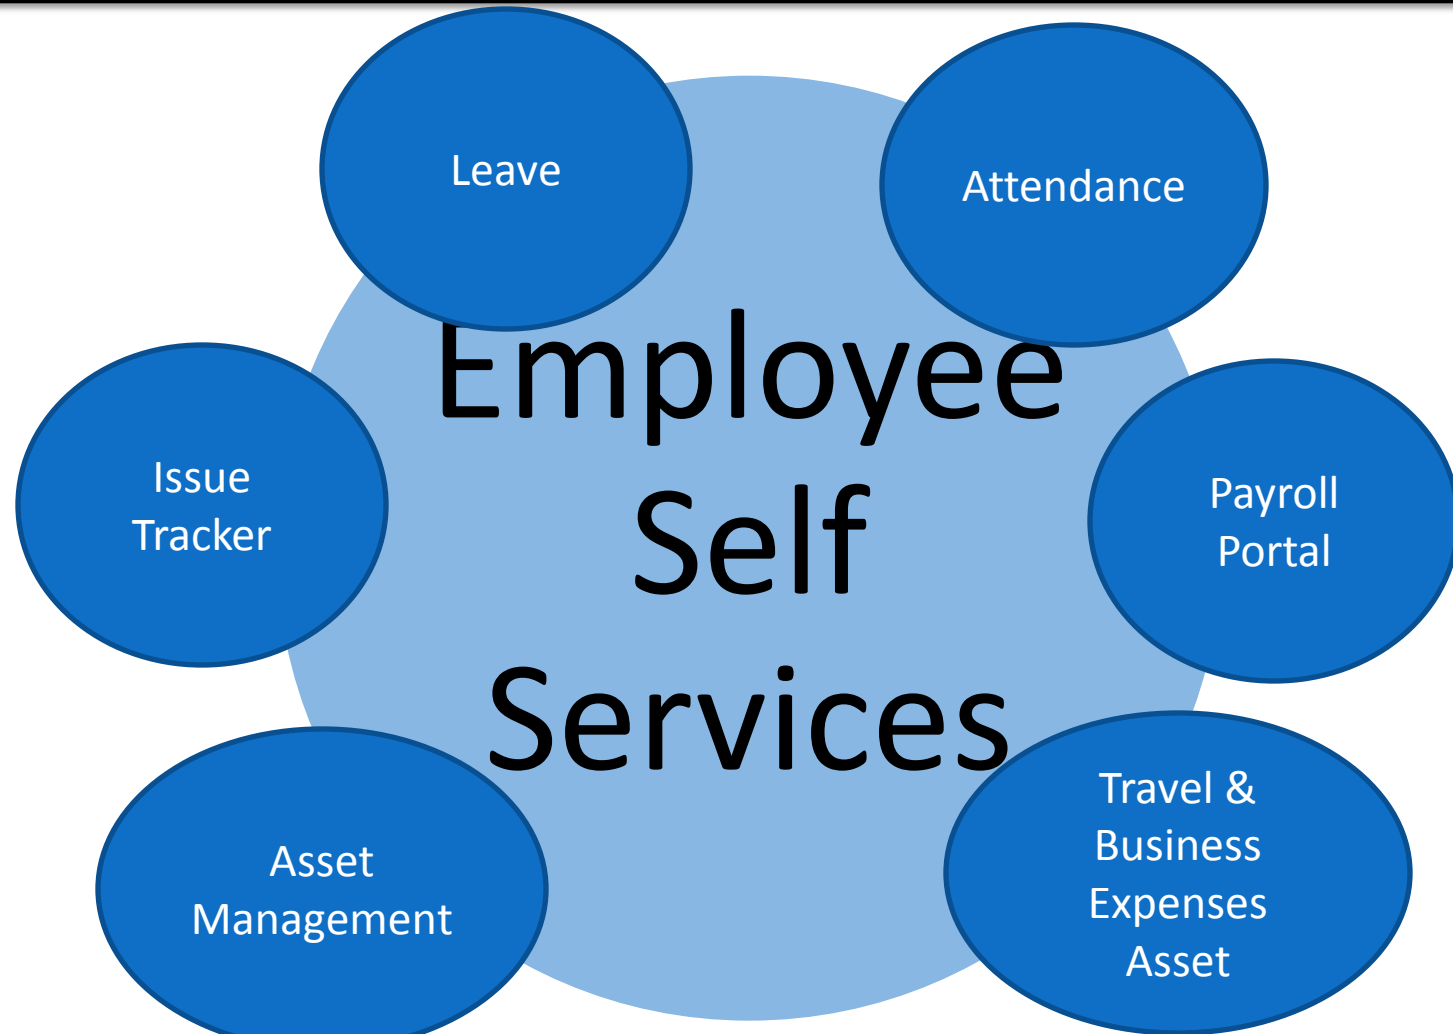 Leave
Attendance
Employee
Self
Services
Issue
Tracker
Payroll
Portal
Asset
Management
Travel &
Business
Expenses
Asset